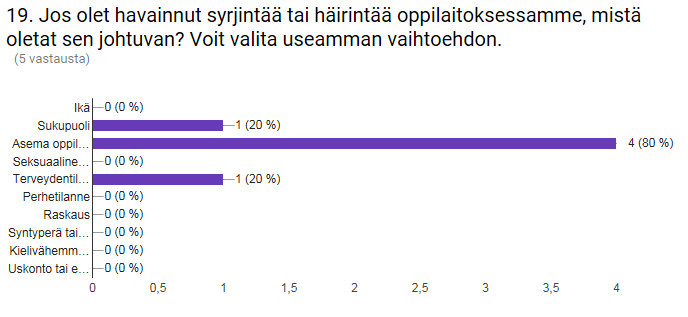 19. Jos olet havainnut syrjintää tai häirintää oppilaitoksessamme, mistä
oletat sen johtuvan? Voit valita useamman vaihtoehdon.
(5 vastausta)
Ikä 0 (0 %)
Sukupuoli 1 (20 %)
Asema oppil... 4 (80 %)
Seksuaaline... 0 (0 %)
Terveydentil... 1 (20 %)
Perhetilanne 0 (0 %)
Raskaus 0 (0 %)
Syntyperä tai... 0 (0 %)
Kielivähemm... 0 (0 %)
Uskonto tai e... 0 (0 %)
0 0,5 1 1,5 2 2,5 3 3,5 4